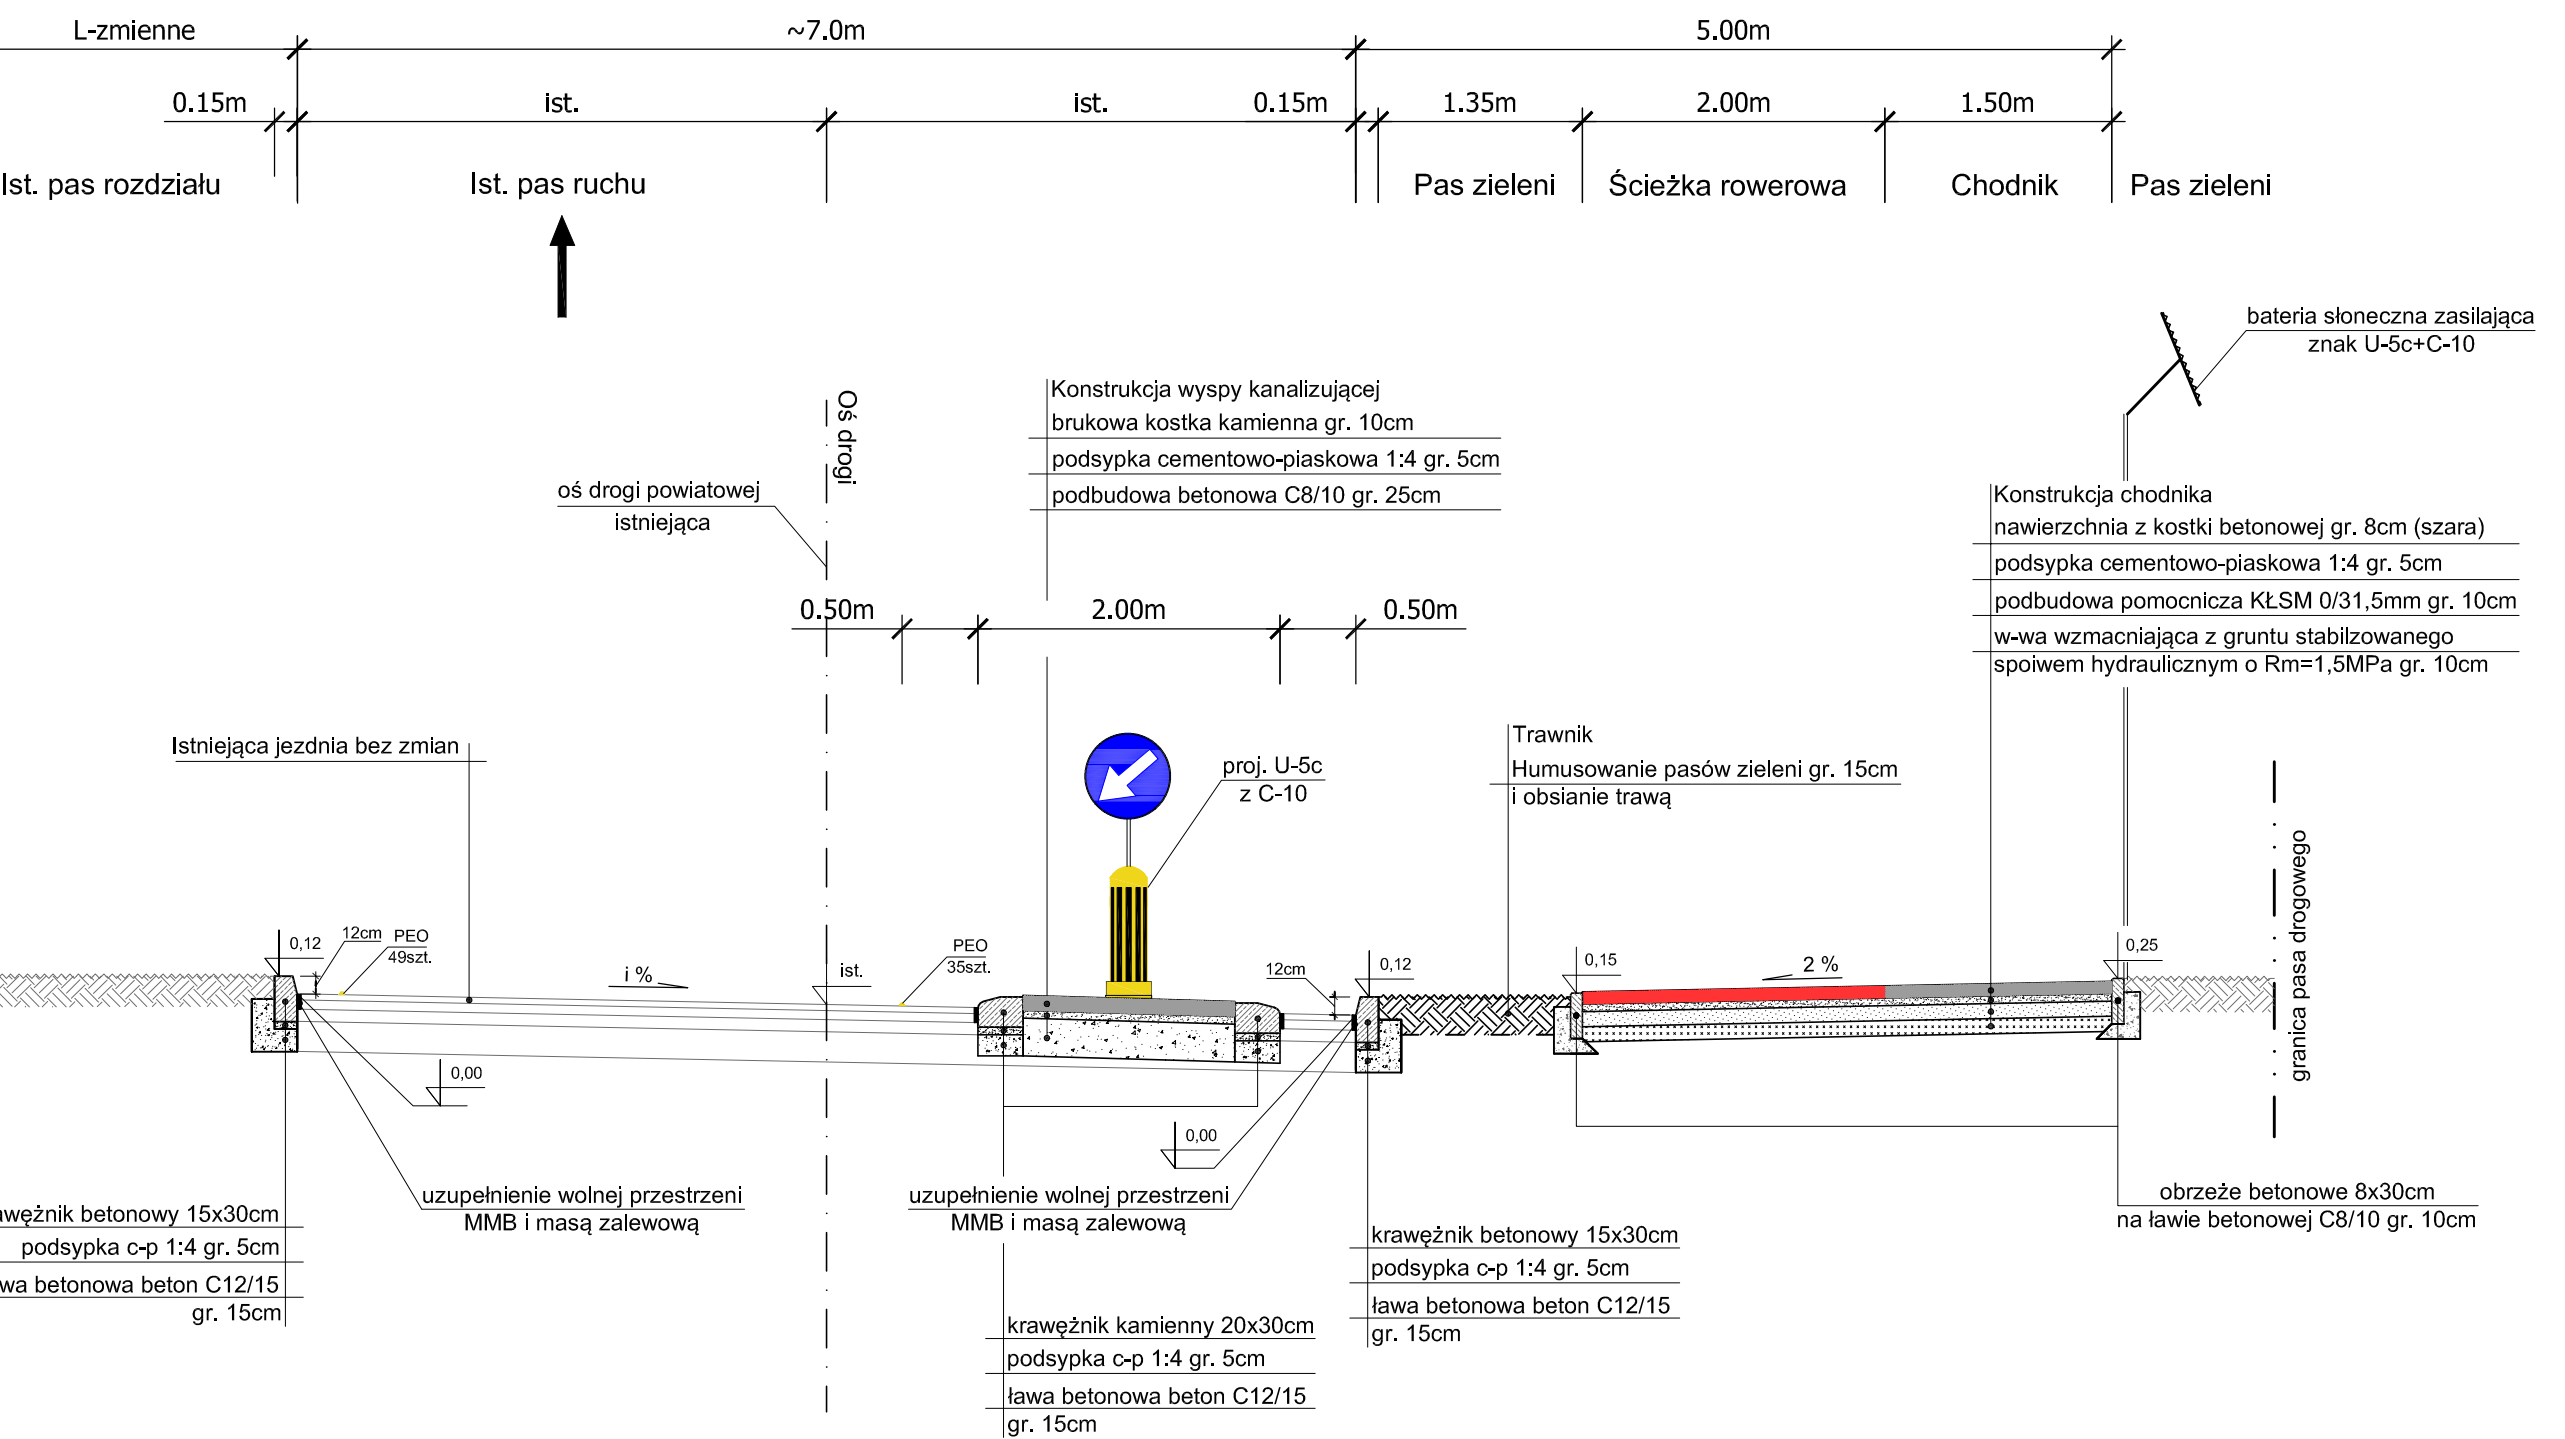 L-zmienne
~7.0m
5.00m
0.15m
ist.
ist.
0.15m
1.35m
2.00m
1.50m
Ist. pas rozdziału
Ist. pas ruchu
Pas zieleni
Ścieżka rowerowa
Chodnik
Pas zieleni
bateria słoneczna zasilająca
znak U-5c+C-10
Oś drogi
Konstrukcja wyspy kanalizującej
brukowa kostka kamienna gr. 10cm
podsypka cementowo-piaskowa 1:4 gr. 5cm
podbudowa betonowa C8/10 gr. 25cm
oś drogi powiatowej
istniejąca
Konstrukcja chodnika
nawierzchnia z kostki betonowej gr. 8cm (szara)
podsypka cementowo-piaskowa 1:4 gr. 5cm
podbudowa pomocnicza KŁSM 0/31,5mm gr. 10cm
w-wa wzmacniająca z gruntu stabilzowanego
spoiwem hydraulicznym o Rm=1,5MPa gr. 10cm
0.50m
2.00m
0.50m
Istniejąca jezdnia bez zmian
proj. U-5c
z C-10
Trawnik
Humusowanie pasów zieleni gr. 15cm
i obsianie trawą
granica pasa drogowego
0,12
12cm
PEO
49szt.
i %
ist.
PEO
35szt.
12cm
0,12
0,15
2 %
0,25
0,00
0,00
uzupełnienie wolnej przestrzeni
MMB i masą zalewową
uzupełnienie wolnej przestrzeni
MMB i masą zalewową
obrzeże betonowe 8x30cm
na ławie betonowej C8/10 gr. 10cm
awężnik betonowy 15x30cm
podsypka c-p 1:4 gr. 5cm
wa betonowa beton C12/15
gr. 15cm
krawężnik betonowy 15x30cm
podsypka c-p 1:4 gr. 5cm
ława betonowa beton C12/15
gr. 15cm
krawężnik kamienny 20x30cm
podsypka c-p 1:4 gr. 5cm
ława betonowa beton C12/15
gr. 15cm